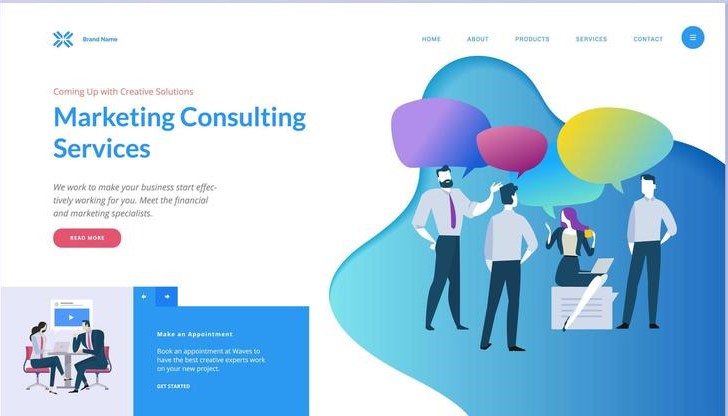 Brand Name
HOME ABOUT PRODUCTS SERVICES CONTACT
Coming Up with Creative Solutions
Marketing Consulting
Services
We work to make your business start effec-
tively working for you. Meet the financial
and marketing specialists.
READ MORE
Make an Appointment
Book an appointment at Waves to
have the best creative experts work
on your new project.
GET STARTED